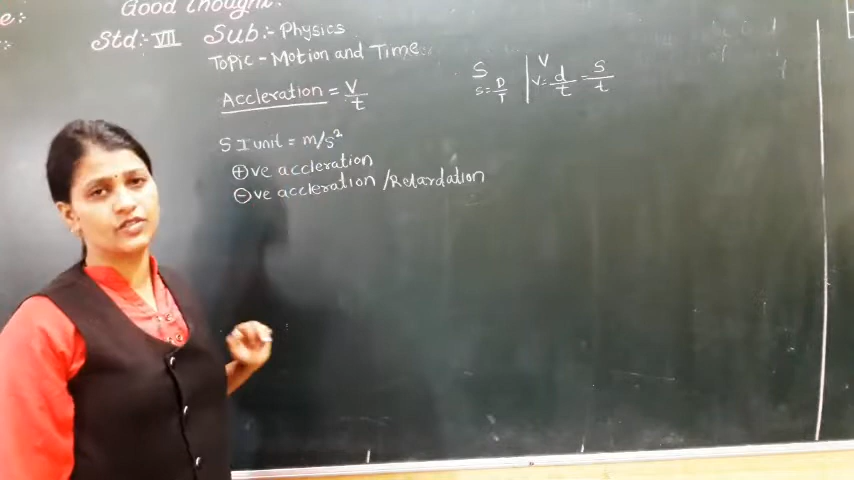 Good Thought:
Std:- VII Sub:- Physics
Topic - Motion and Time:
Accleration = V/t
S I unit = m/s²
+ve accleration
-ve accleration /Retardation
S
s = D/T
V
v = d/t = s/t